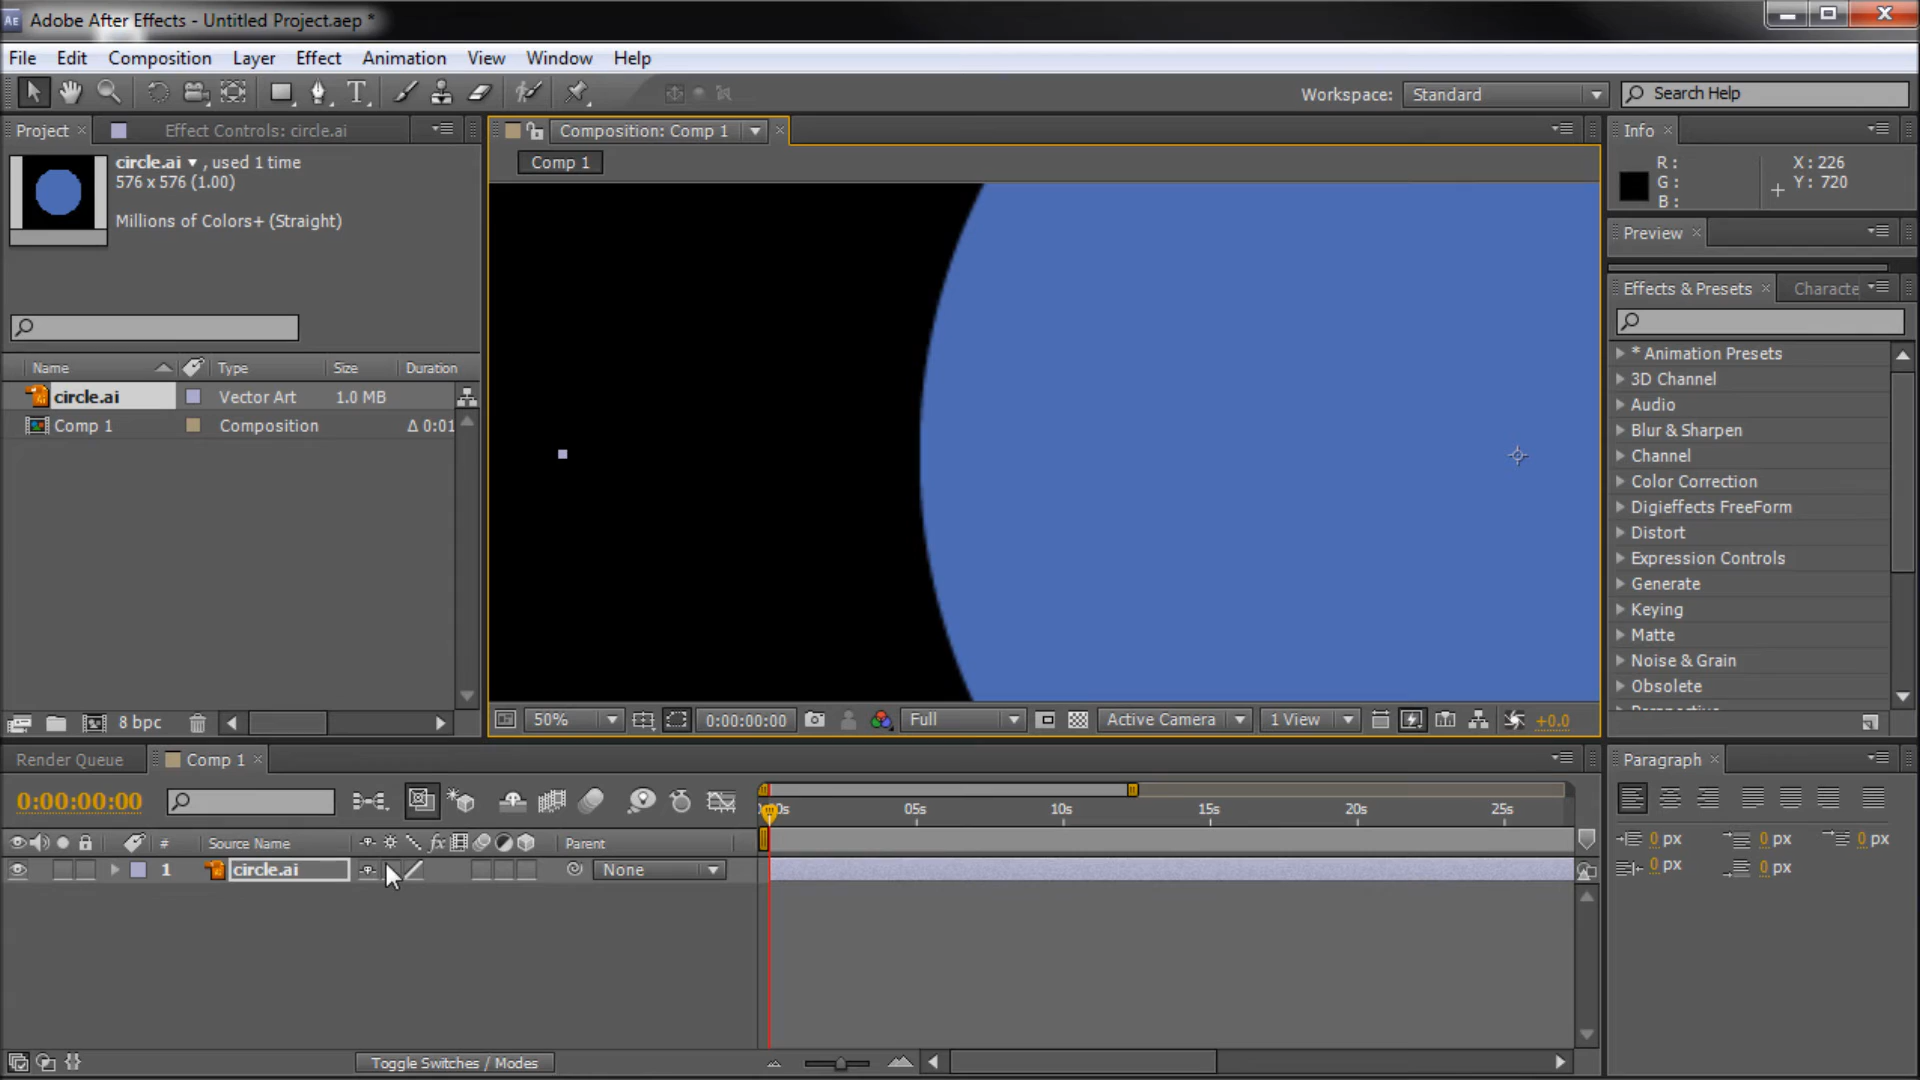 Adobe After Effects - Untitled Project.aep *
File Edit Composition Layer Effect Animation View Window Help
Workspace: Standard Search Help
Project Effect Controls: circle.ai
circle.ai , used 1 time
576 x 576 (1.00)
Millions of Colors+ (Straight)
Name Type Size Duration
circle.ai Vector Art 1.0 MB
Comp 1 Composition Δ 0:01
8 bpc
Composition: Comp 1
Comp 1
50% 0:00:00:00 Full Active Camera 1 View +0.0
Info
R: X: 226
G: Y: 720
B:
Preview
Effects & Presets Characte
* Animation Presets
3D Channel
Audio
Blur & Sharpen
Channel
Color Correction
Digieffects FreeForm
Distort
Expression Controls
Generate
Keying
Matte
Noise & Grain
Obsolete
Render Queue Comp 1
0:00:00:00
05s 10s 15s 20s 25s
# Source Name fx Parent
1 circle.ai None
Toggle Switches / Modes
Paragraph
0 px 0 px 0 px
0 px 0 px